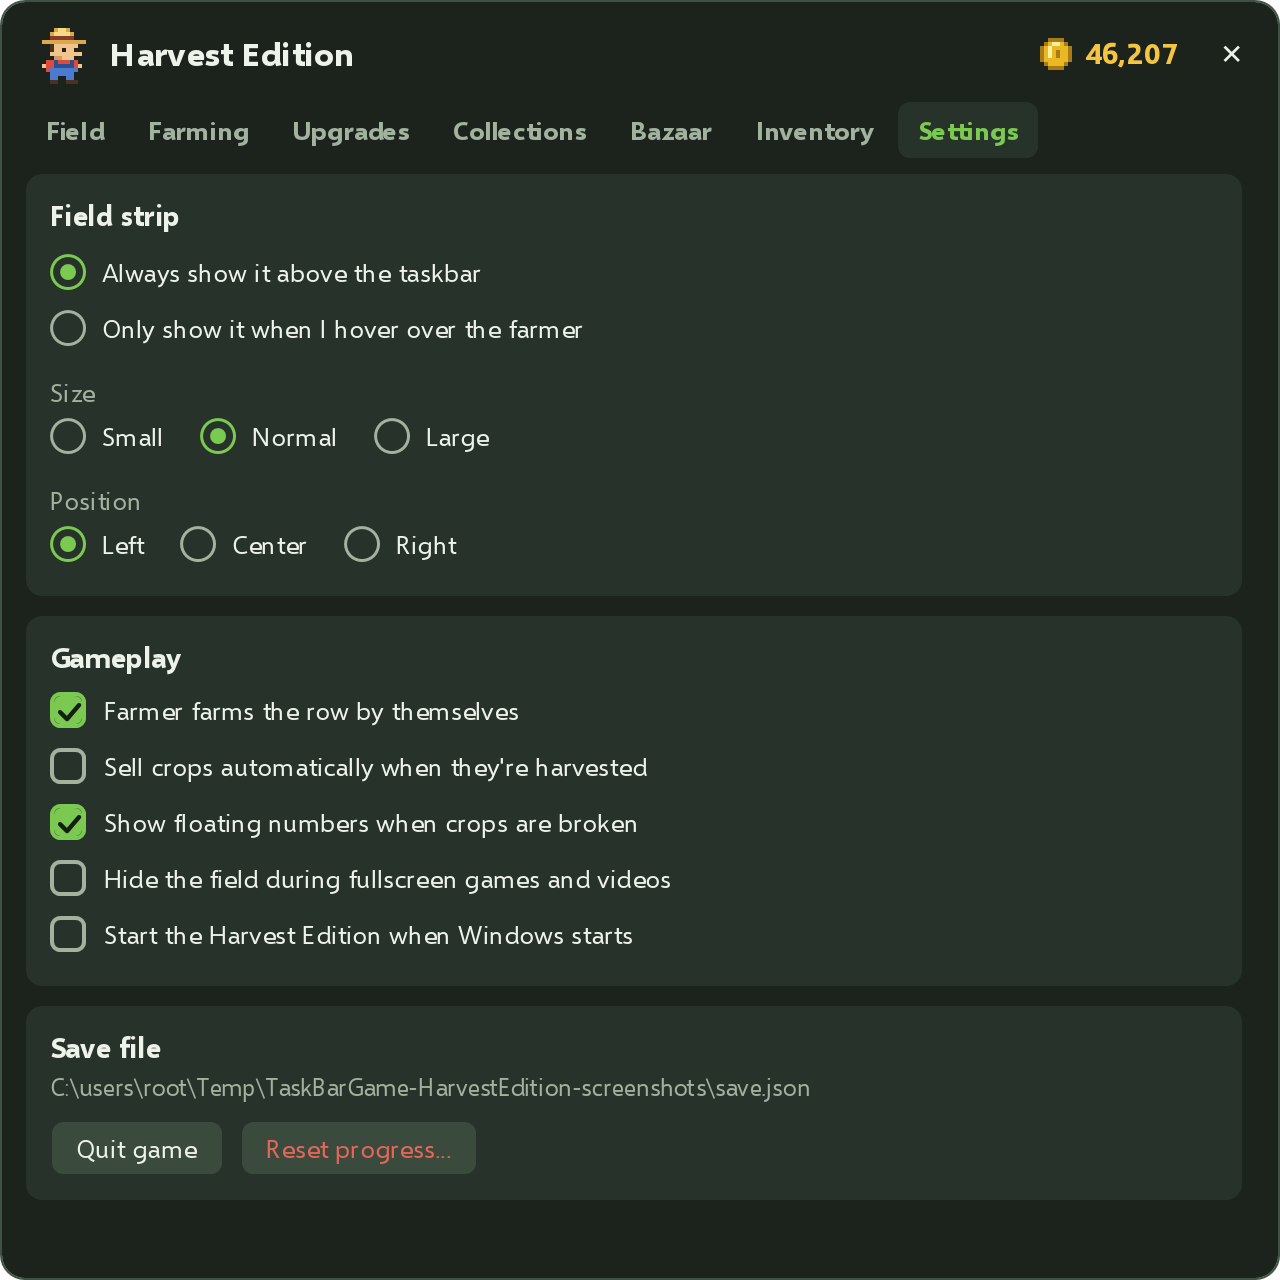 Harvest Edition
46,207
Field Farming Upgrades Collections Bazaar Inventory Settings
Field strip
Always show it above the taskbar
Only show it when I hover over the farmer
Size
Small Normal Large
Position
Left Center Right
Gameplay
Farmer farms the row by themselves
Sell crops automatically when they're harvested
Show floating numbers when crops are broken
Hide the field during fullscreen games and videos
Start the Harvest Edition when Windows starts
Save file
C:\users\root\Temp\TaskBarGame-HarvestEdition-screenshots\save.json
Quit game Reset progress...